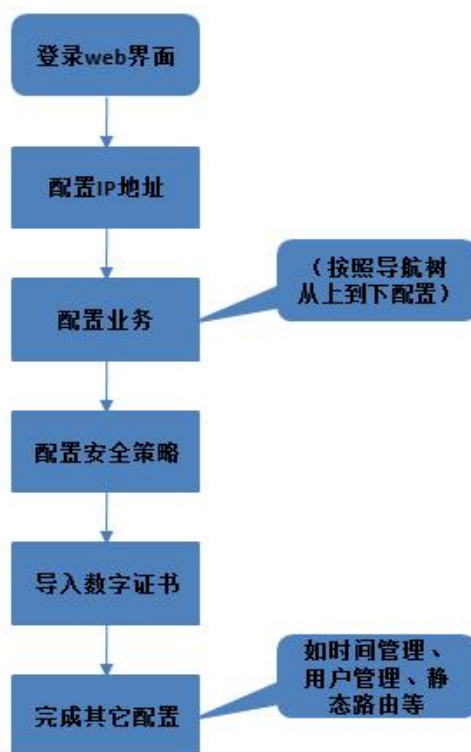 登录web界面
配置IP地址
（按照导航树
从上到下配置）
配置业务
配置安全策略
导入数字证书
如时间管理、
用户管理、静
态路由等
完成其它配置